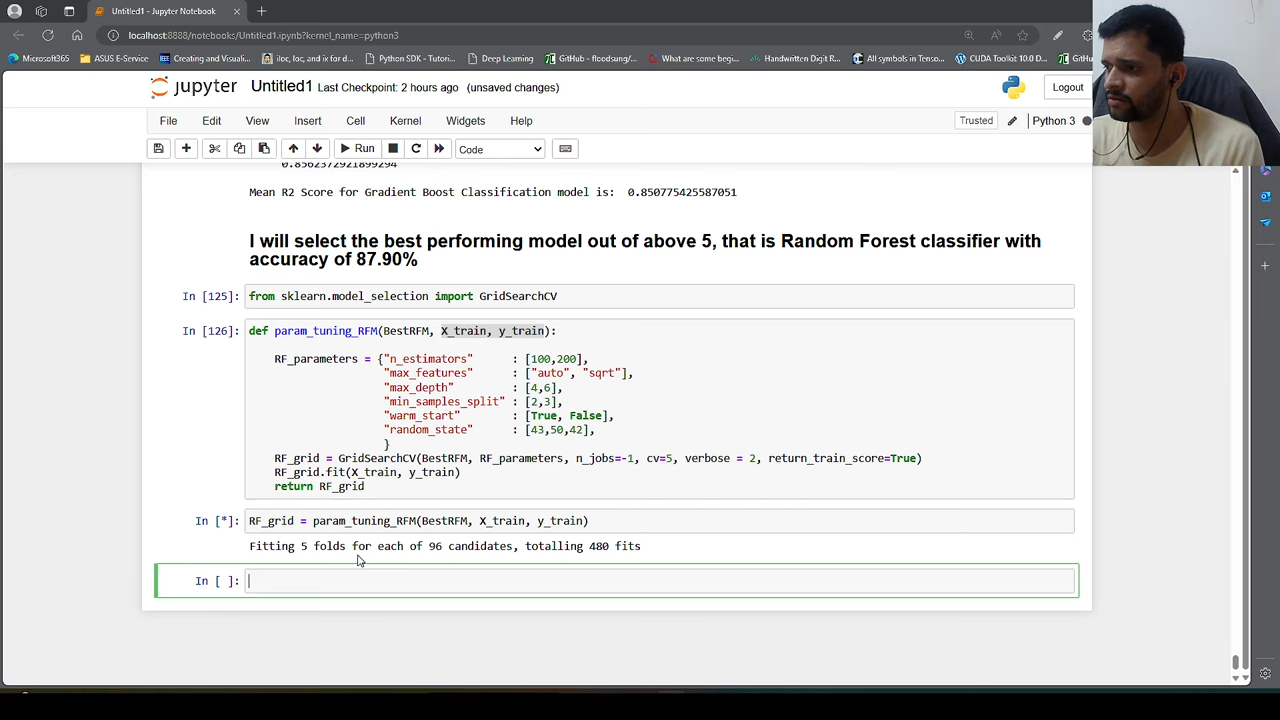 Untitled1 - Jupyter Notebook
localhost:8888/notebooks/Untitled1.ipynb?kernel_name=python3
Microsoft365 ASUS E-Service Creating and Visuali... iloc, loc, and ix for d... Python SDK - Tutori... Deep Learning GitHub - floodsung/... What are some begi... Handwritten Digit R... All symbols in Tenso... CUDA Toolkit 10.0 D... GitHu
jupyter Untitled1 Last Checkpoint: 2 hours ago (unsaved changes) Logout
File Edit View Insert Cell Kernel Widgets Help Trusted Python 3
Run Code
0.8562372921899294
Mean R2 Score for Gradient Boost Classification model is: 0.850775425587051
I will select the best performing model out of above 5, that is Random Forest classifier with
accuracy of 87.90%
In [125]: from sklearn.model_selection import GridSearchCV
In [126]: def param_tuning_RFM(BestRFM, X_train, y_train):
RF_parameters = {"n_estimators" : [100,200],
"max_features" : ["auto", "sqrt"],
"max_depth" : [4,6],
"min_samples_split" : [2,3],
"warm_start" : [True, False],
"random_state" : [43,50,42],
}
RF_grid = GridSearchCV(BestRFM, RF_parameters, n_jobs=-1, cv=5, verbose = 2, return_train_score=True)
RF_grid.fit(X_train, y_train)
return RF_grid
In [*]: RF_grid = param_tuning_RFM(BestRFM, X_train, y_train)
Fitting 5 folds for each of 96 candidates, totalling 480 fits
In [ ]: